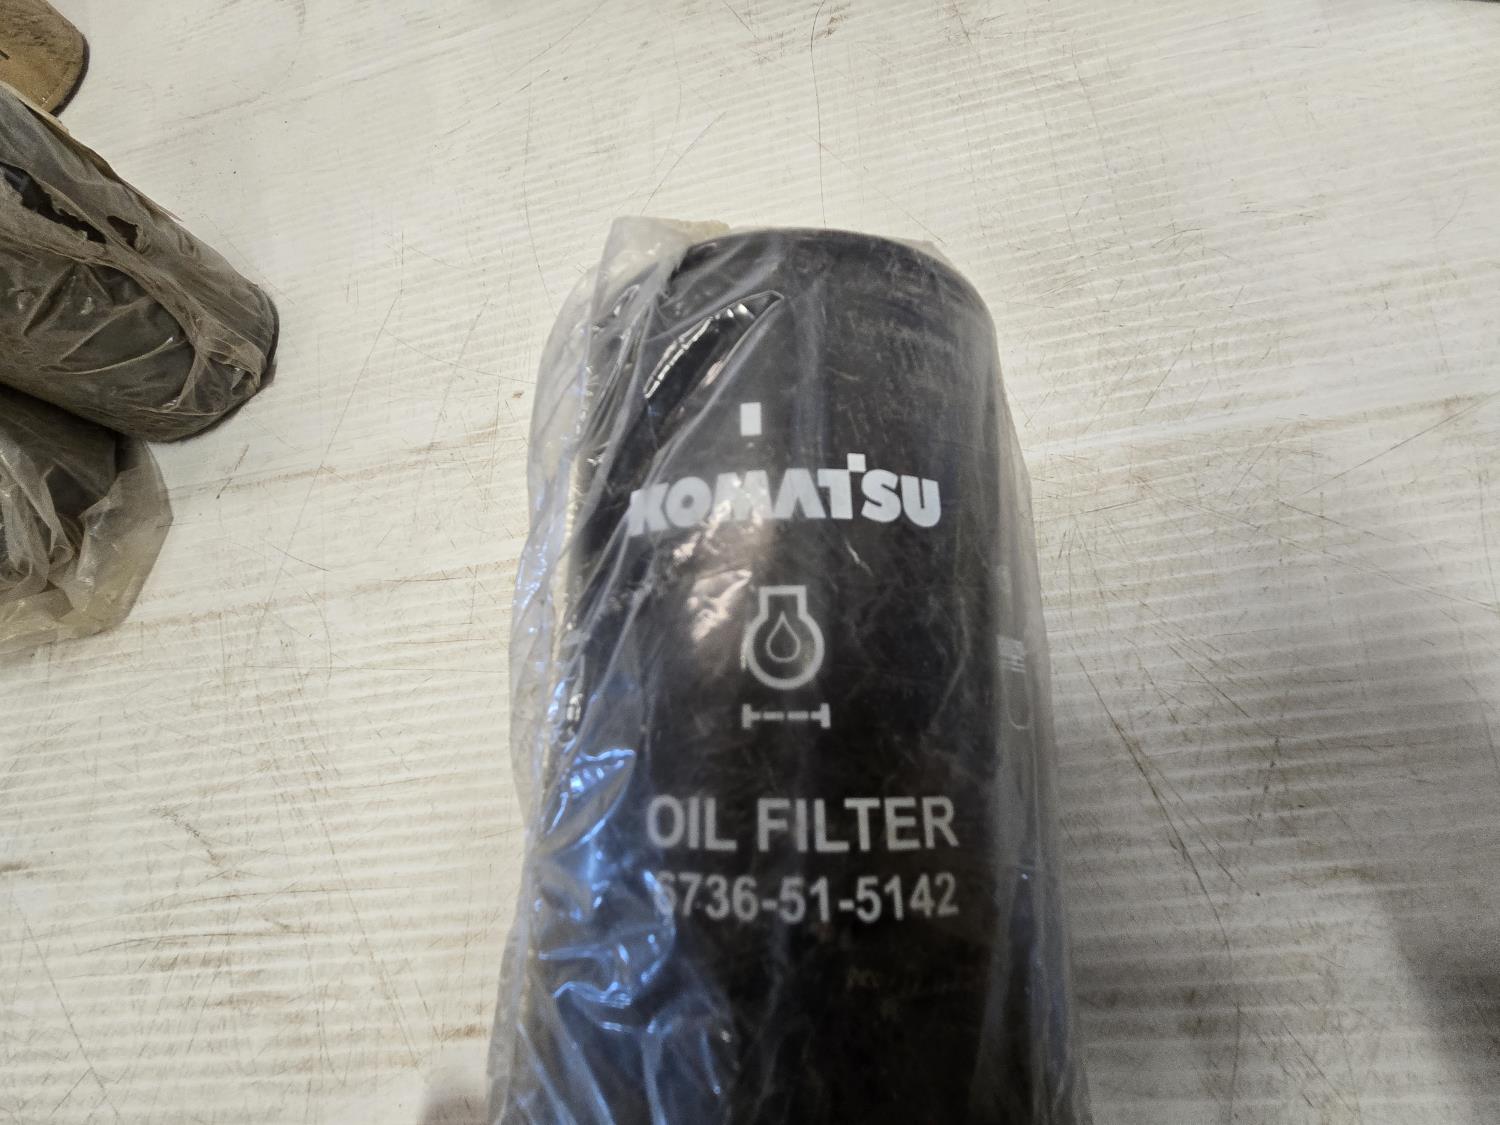 KOMATSU
OIL FILTER
6736-51-5142